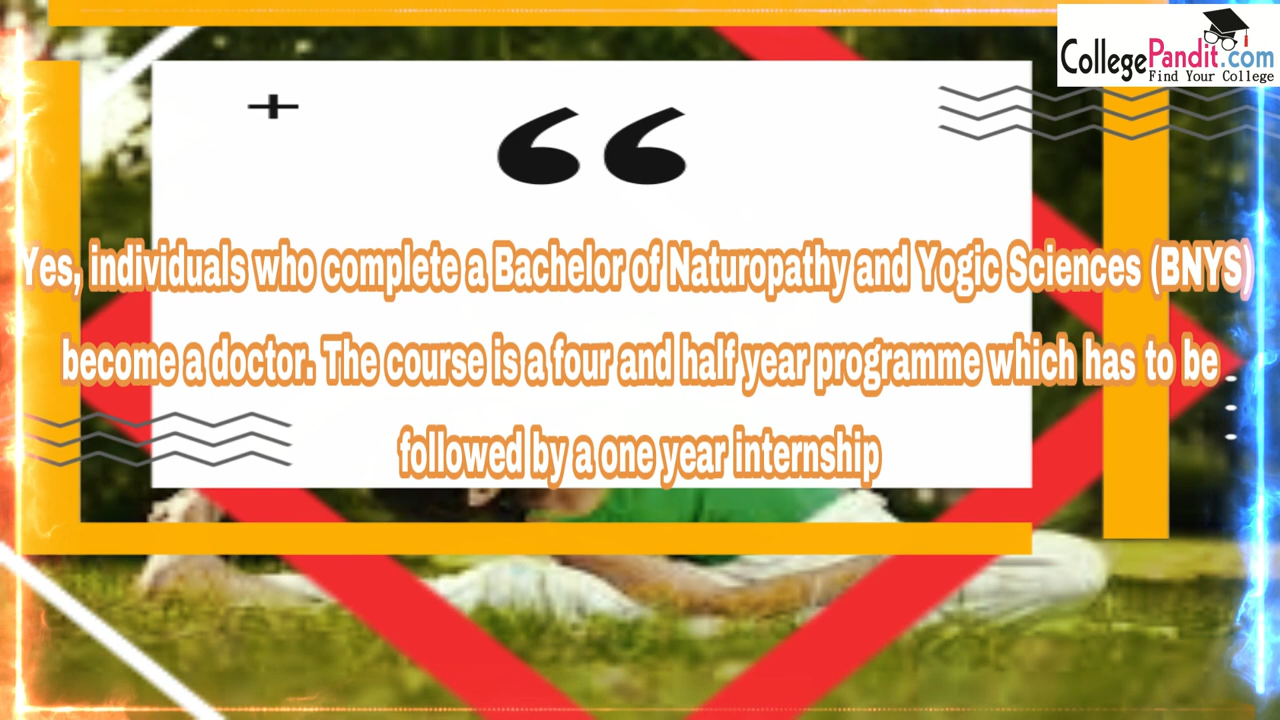 CollegePandit.com
Find Your College
“
Yes, individuals who complete a Bachelor of Naturopathy and Yogic Sciences (BNYS)
become a doctor. The course is a four and half year programme which has to be
followed by a one year internship